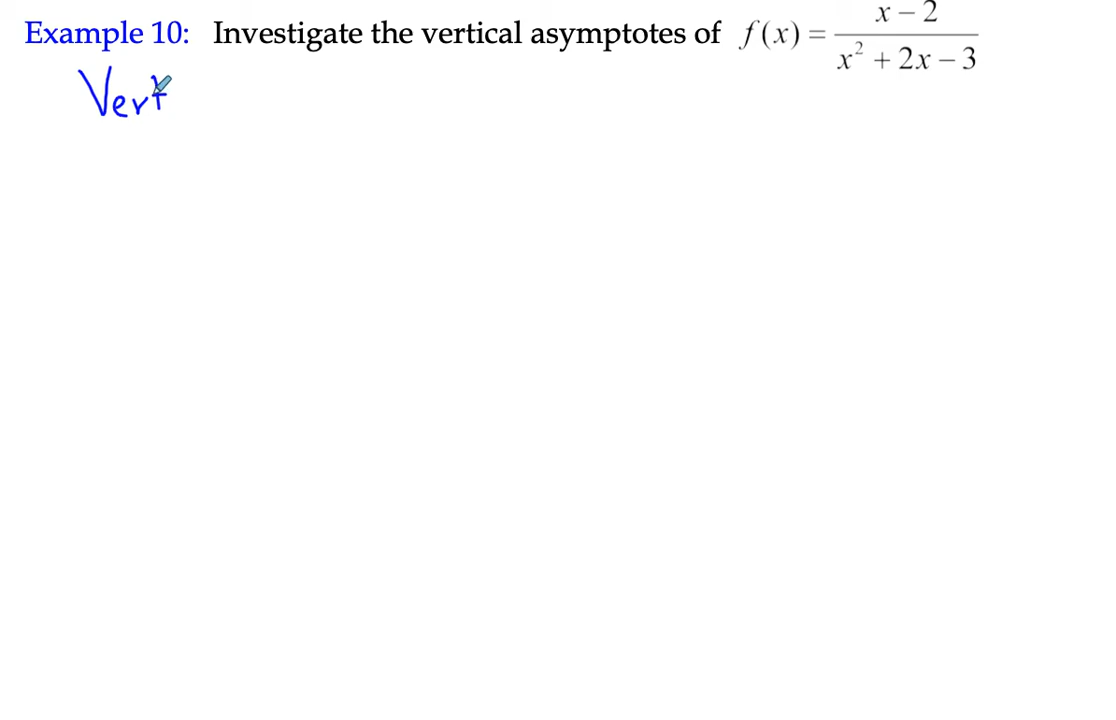 Example 10: Investigate the vertical asymptotes of f(x) = (x − 2)/(x² + 2x − 3)
Vert